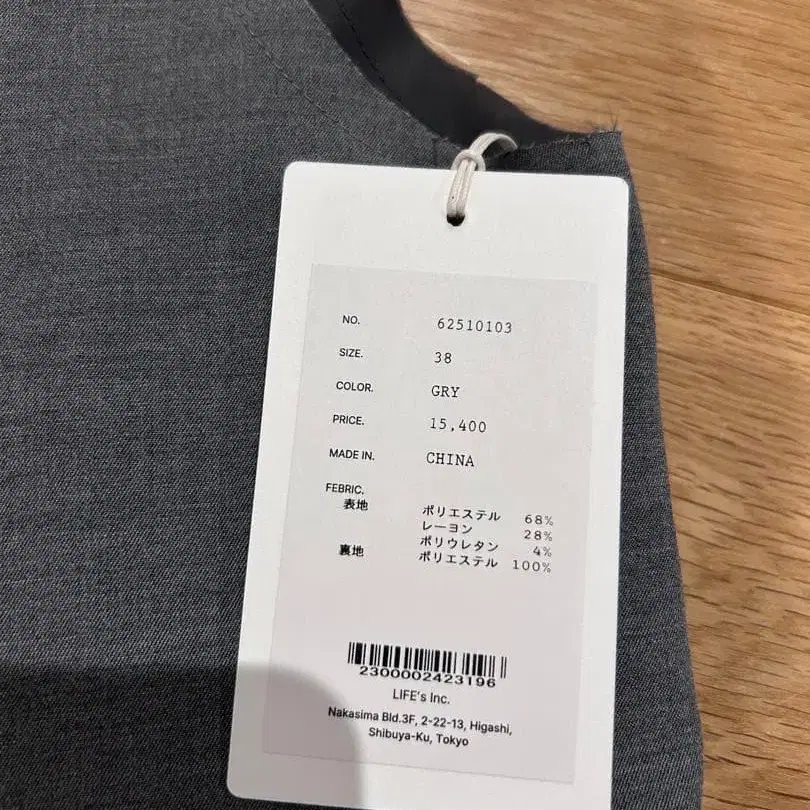 NO. 62510103
SIZE. 38
COLOR. GRY
PRICE. 15,400
MADE IN. CHINA
FEBRIC.
表地 ポリエステル 68%
レーヨン 28%
ポリウレタン 4%
裏地 ポリエステル 100%
2300002423196
LIFE's Inc.
Nakasima Bld.3F, 2-22-13, Higashi,
Shibuya-Ku, Tokyo